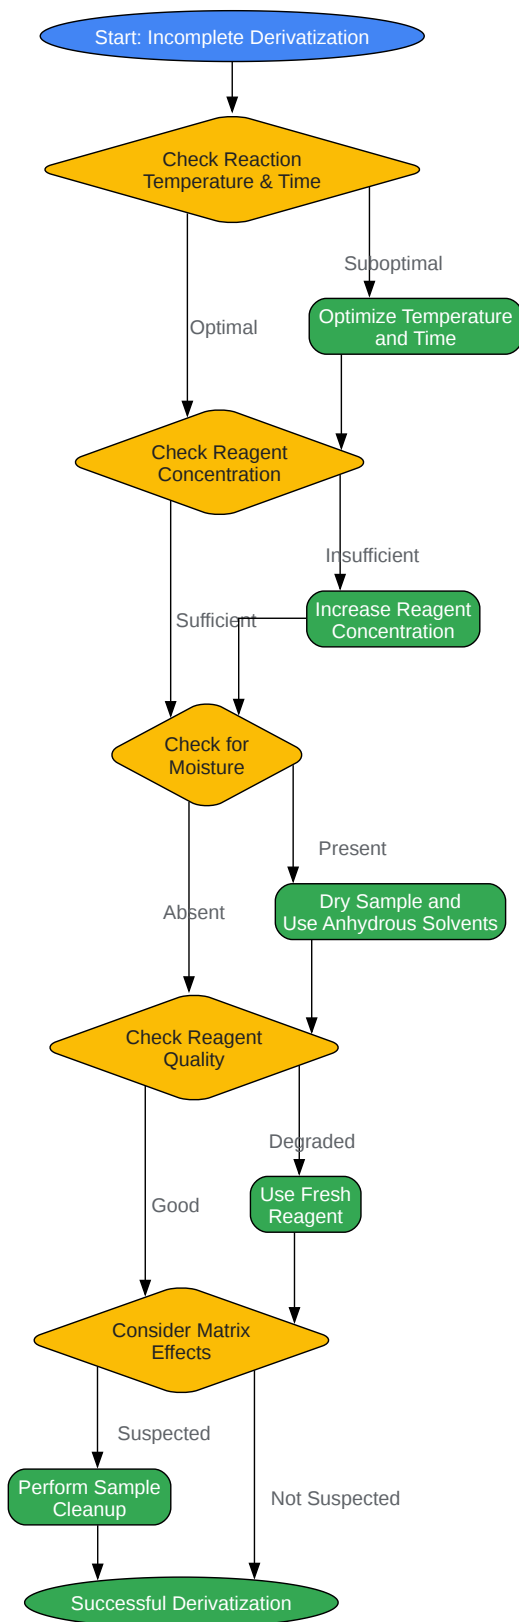 Start: Incomplete Derivatization
Check Reaction
Temperature & Time
Suboptimal
Optimize Temperature
and Time
Optimal
Check Reagent
Concentration
Insufficient
Increase Reagent
Concentration
Sufficient
Check for
Moisture
Present
Dry Sample and
Use Anhydrous Solvents
Absent
Check Reagent
Quality
Degraded
Use Fresh
Reagent
Good
Consider Matrix
Effects
Suspected
Perform Sample
Cleanup
Not Suspected
Successful Derivatization